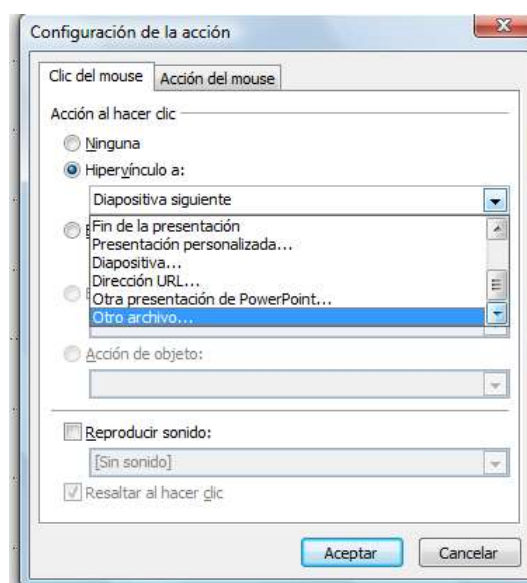 Configuración de la acción
Clic del mouse
Acción del mouse
Acción al hacer clic
Ninguna
Hipervínculo a:
Diapositiva siguiente
Fin de la presentación
Presentación personalizada...
Diapositiva...
Dirección URL...
Otra presentación de PowerPoint...
Otro archivo...
Acción de objeto:
Reproducir sonido:
[Sin sonido]
Resaltar al hacer clic
Aceptar
Cancelar